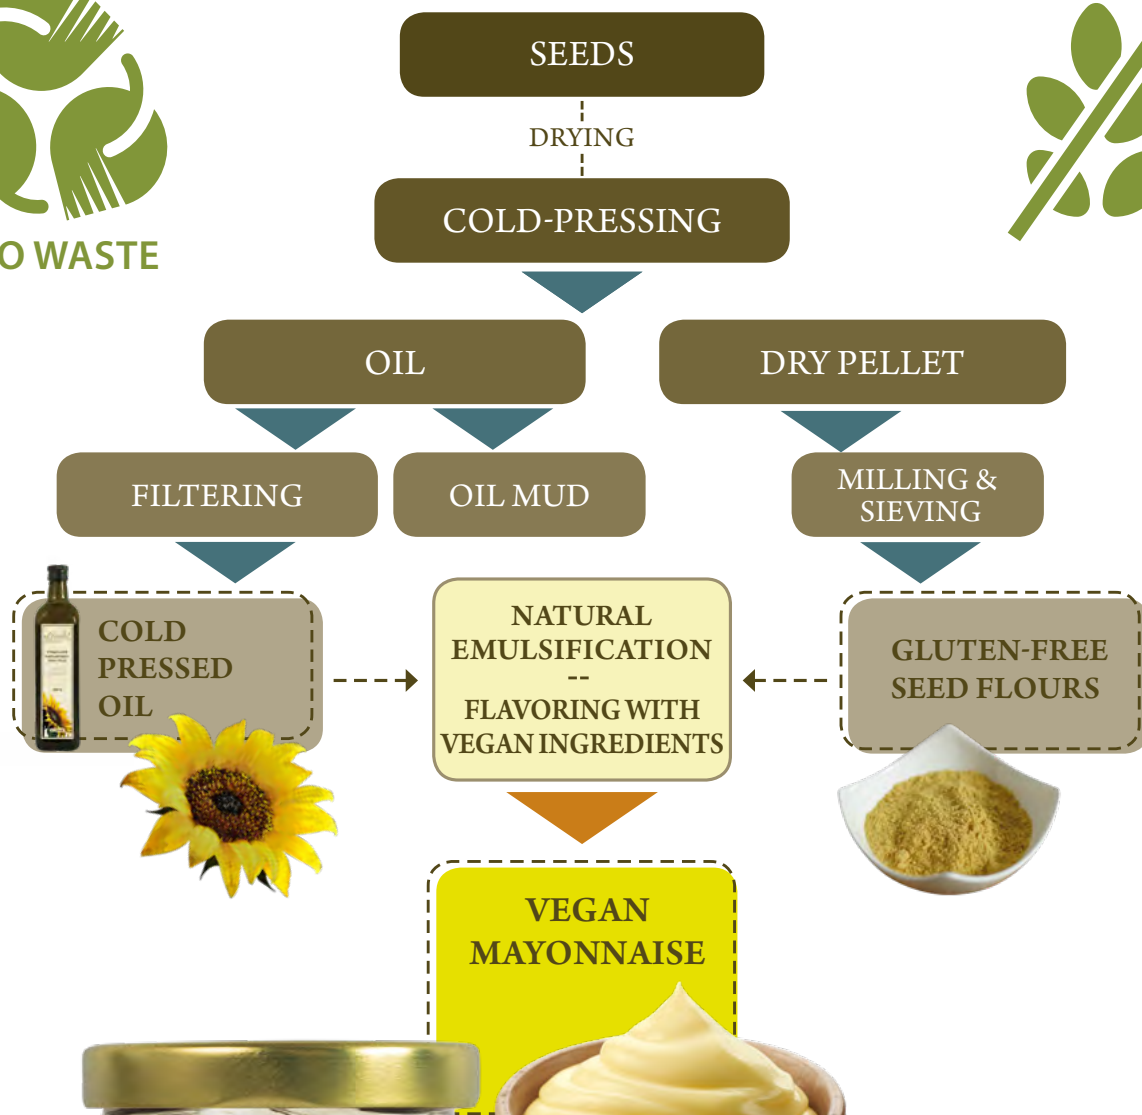 SEEDS
DRYING
COLD-PRESSING
O WASTE
OIL
DRY PELLET
FILTERING
OIL MUD
MILLING &
SIEVING
COLD
PRESSED
OIL
NATURAL
EMULSIFICATION
--
FLAVORING WITH
VEGAN INGREDIENTS
GLUTEN-FREE
SEED FLOURS
VEGAN
MAYONNAISE